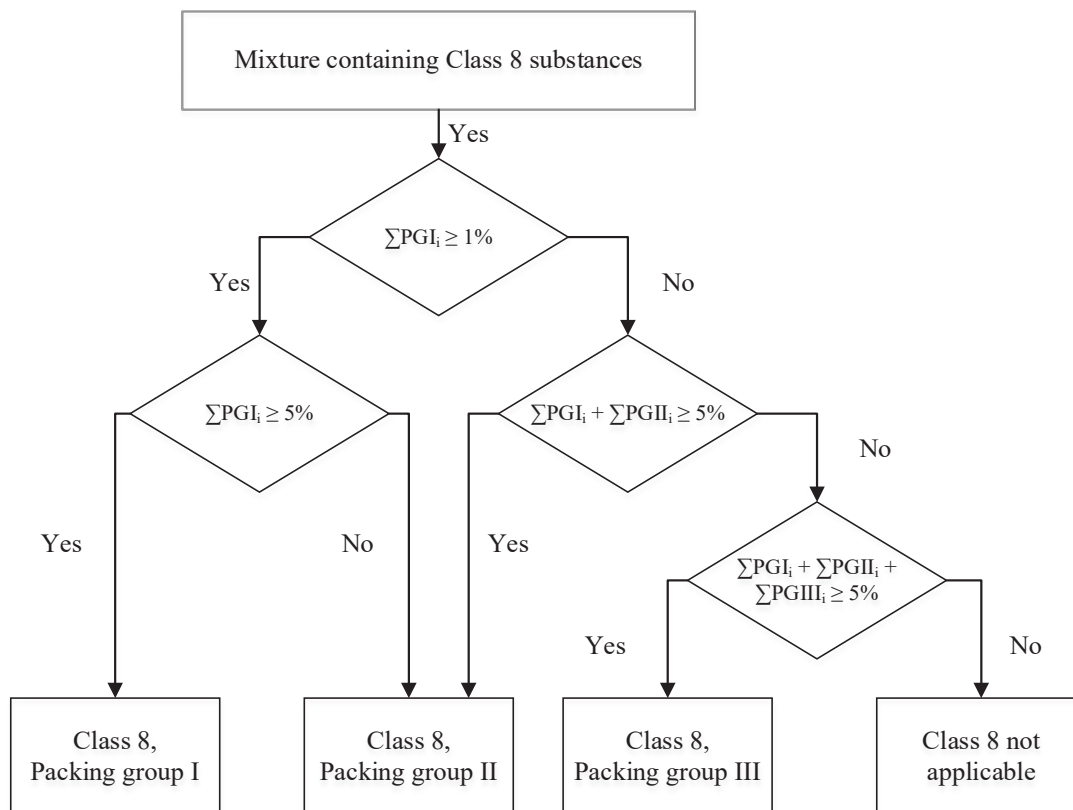 Mixture containing Class 8 substances
Yes
∑PGIᵢ ≥ 1%
Yes
No
∑PGIᵢ ≥ 5%
∑PGIᵢ + ∑PGIIᵢ ≥ 5%
No
Yes
No
Yes
∑PGIᵢ + ∑PGIIᵢ +
∑PGIIIᵢ ≥ 5%
Yes
No
Class 8,
Packing group I
Class 8,
Packing group II
Class 8,
Packing group III
Class 8 not
applicable